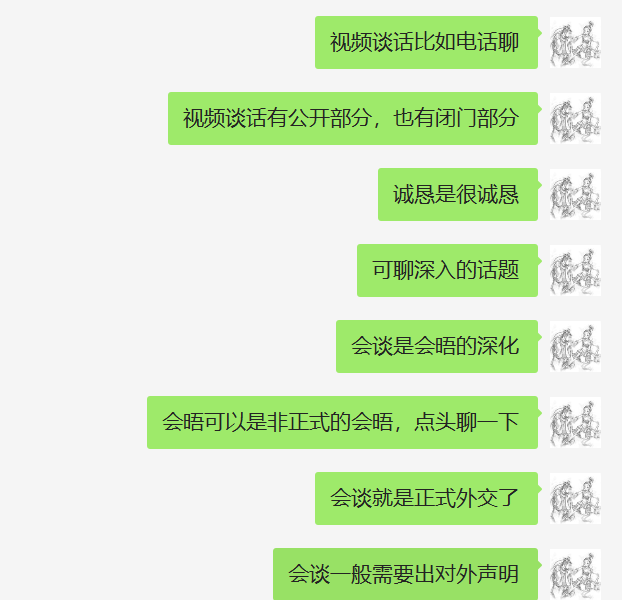 视频谈话比如电话聊
视频谈话有公开部分，也有闭门部分
诚恳是很诚恳
可聊深入的话题
会谈是会晤的深化
会晤可以是非正式的会晤，点头聊一下
会谈就是正式外交了
会谈一般需要出对外声明